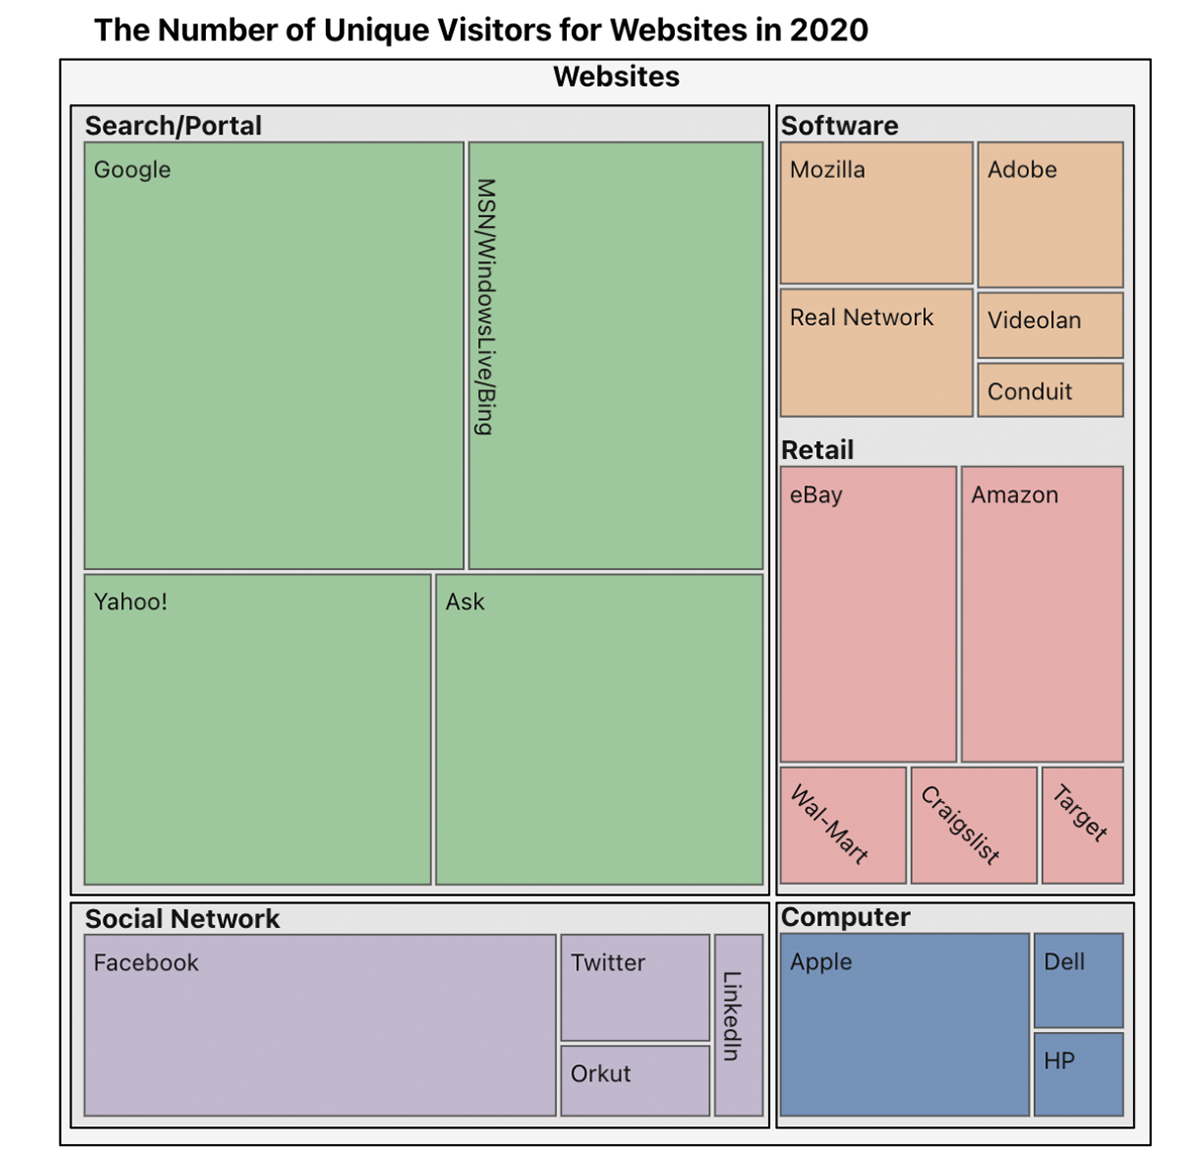 The Number of Unique Visitors for Websites in 2020
Websites
Search/Portal
Google
MSN/WindowsLive/Bing
Yahoo!
Ask
Software
Mozilla
Adobe
Real Network
Videolan
Conduit
Retail
eBay
Amazon
Wal-Mart
Craigslist
Target
Social Network
Facebook
Twitter
Orkut
LinkedIn
Computer
Apple
Dell
HP